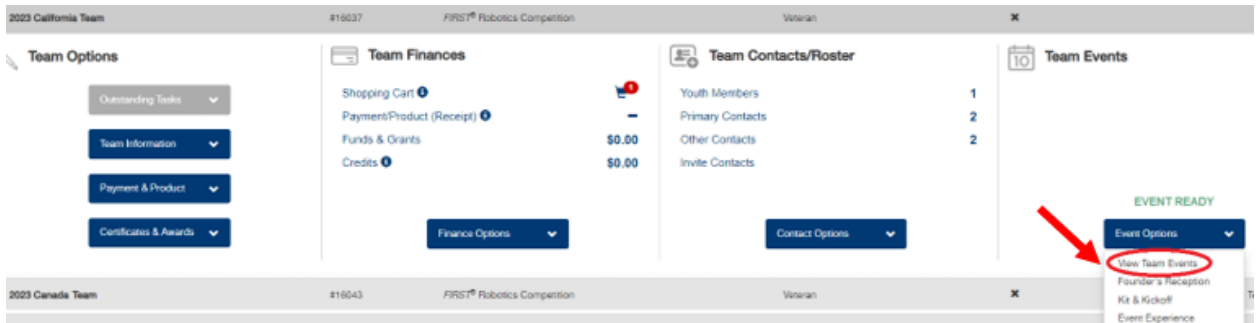 2023 California Team #16037 FIRST® Robotics Competition Veteran ✖
Team Options
Outstanding Tasks
Team Information
Payment & Product
Certificates & Awards
Team Finances
Shopping Cart 1
Payment/Product (Receipt) –
Funds & Grants $0.00
Credits $0.00
Finance Options
Team Contacts/Roster
Youth Members 1
Primary Contacts 2
Other Contacts 2
Invite Contacts
Contact Options
10 Team Events
EVENT READY
Event Options
View Team Events
Founder's Reception
Kit & Kickoff
Event Experience
2023 Canada Team #16043 FIRST® Robotics Competition Veteran ✖